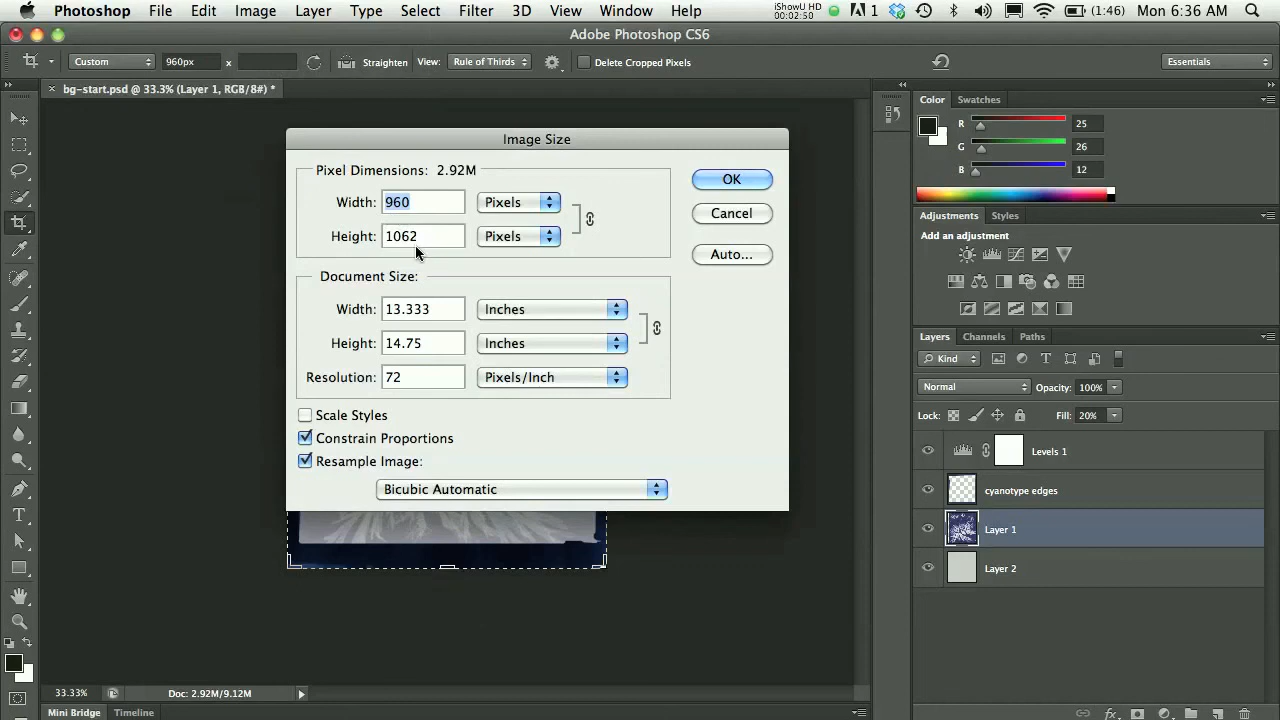 Photoshop File Edit Image Layer Type Select Filter 3D View Window Help iShowU HD 00:02:50 1 (1:46) Mon 6:36 AM
Adobe Photoshop CS6
Custom 960px x Straighten View: Rule of Thirds Delete Cropped Pixels Essentials
× bg-start.psd @ 33.3% (Layer 1, RGB/8#) *
Image Size
Pixel Dimensions: 2.92M
Width: 960 Pixels
Height: 1062 Pixels
Document Size:
Width: 13.333 Inches
Height: 14.75 Inches
Resolution: 72 Pixels/Inch
Scale Styles
Constrain Proportions
Resample Image:
Bicubic Automatic
OK
Cancel
Auto...
Color Swatches
R 25
G 26
B 12
Adjustments Styles
Add an adjustment
Layers Channels Paths
Kind
Normal Opacity: 100%
Lock: Fill: 20%
Levels 1
cyanotype edges
Layer 1
Layer 2
fx
33.33% Doc: 2.92M/9.12M
Mini Bridge Timeline